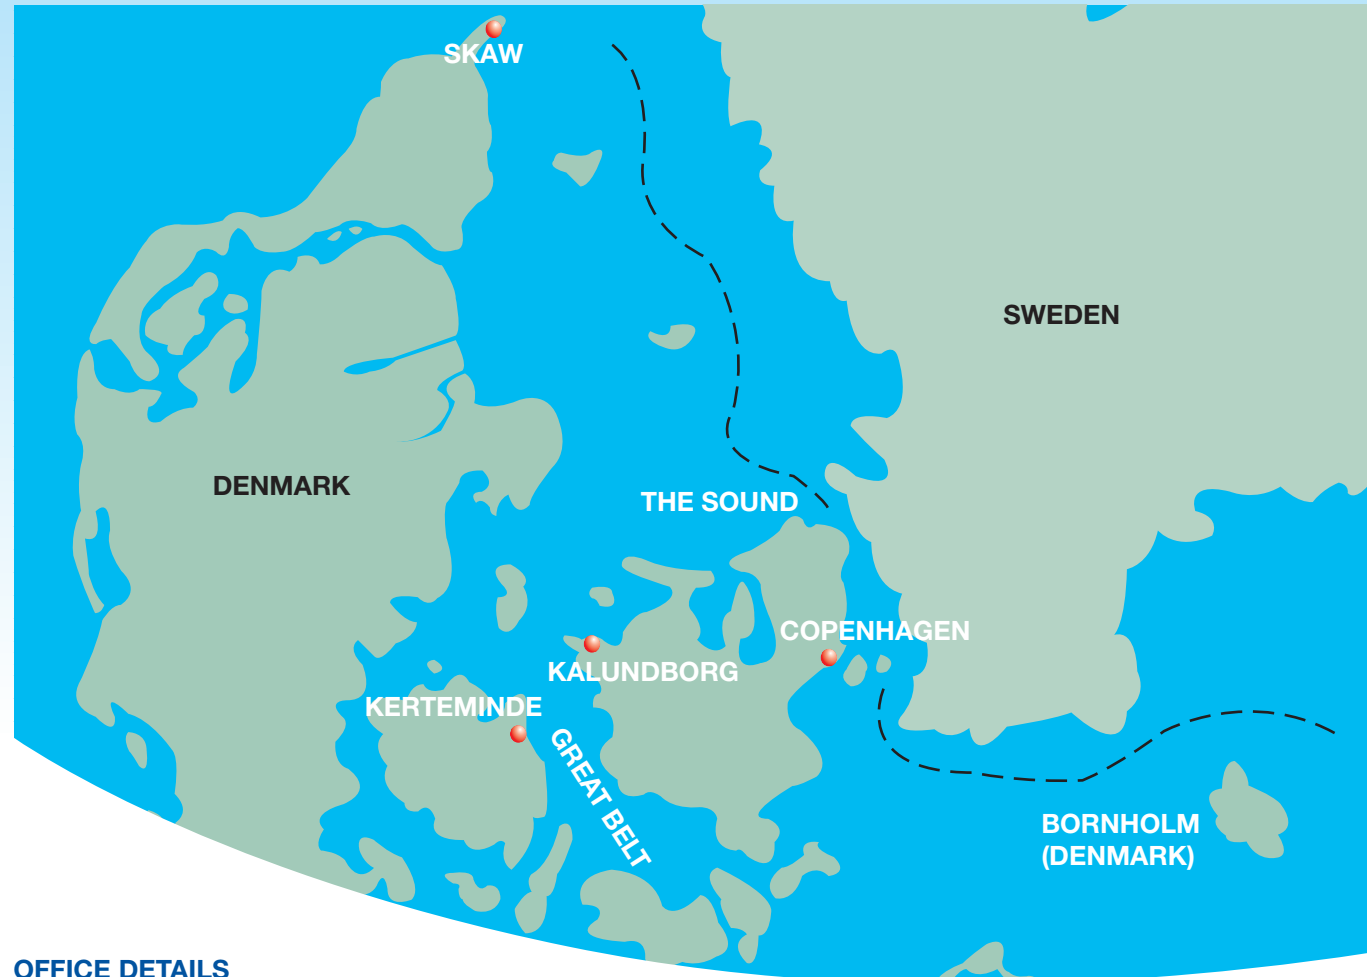 SKAW
SWEDEN
DENMARK
THE SOUND
COPENHAGEN
KALUNDBORG
KERTEMINDE
GREAT BELT
BORNHOLM
(DENMARK)
OFFICE DETAILS